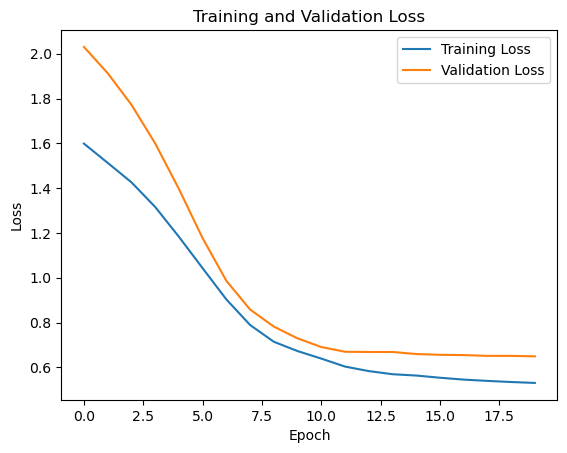 Training and Validation Loss
Training Loss
Validation Loss
2.0
1.8
1.6
1.4
1.2
1.0
0.8
0.6
Loss
0.0 2.5 5.0 7.5 10.0 12.5 15.0 17.5
Epoch